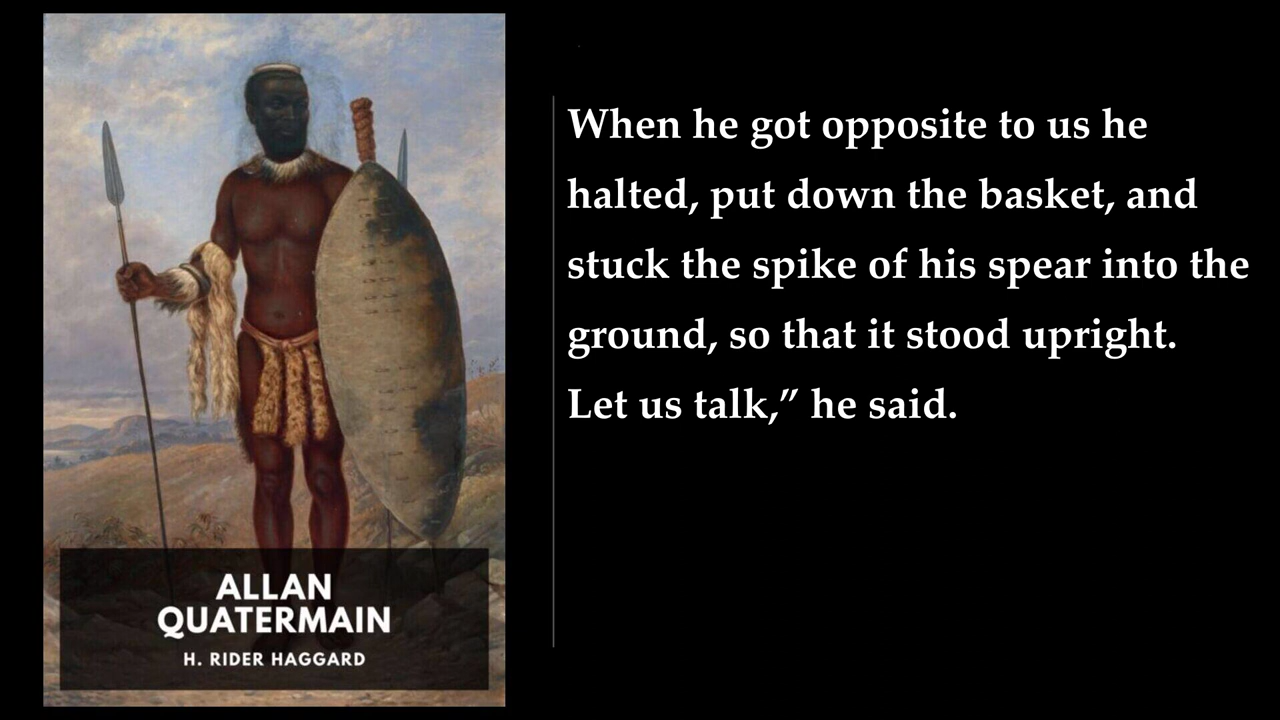 ALLAN
QUATERMAIN
H. RIDER HAGGARD
When he got opposite to us he
halted, put down the basket, and
stuck the spike of his spear into the
ground, so that it stood upright.
Let us talk,” he said.